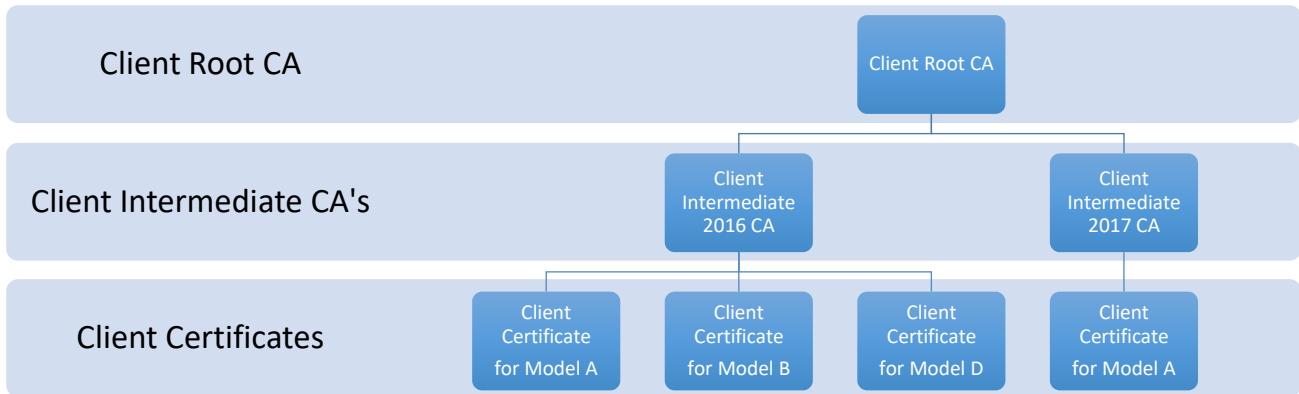 Client Root CA
Client Root CA
Client Intermediate CA's
Client
Intermediate
2016 CA
Client
Intermediate
2017 CA
Client Certificates
Client
Certificate
for Model A
Client
Certificate
for Model B
Client
Certificate
for Model D
Client
Certificate
for Model A